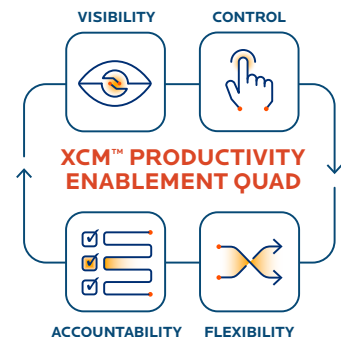 VISIBILITY
CONTROL
XCM™ PRODUCTIVITY
ENABLEMENT QUAD
ACCOUNTABILITY
FLEXIBILITY